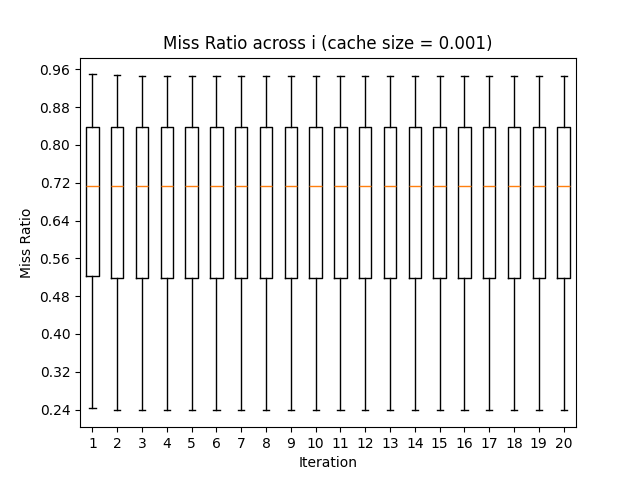 Miss Ratio across i (cache size = 0.001)
0.96
0.88
0.80
0.72
0.64
0.56
0.48
0.40
0.32
0.24
Miss Ratio
1 2 3 4 5 6 7 8 9 10 11 12 13 14 15 16 17 18 19 20
Iteration